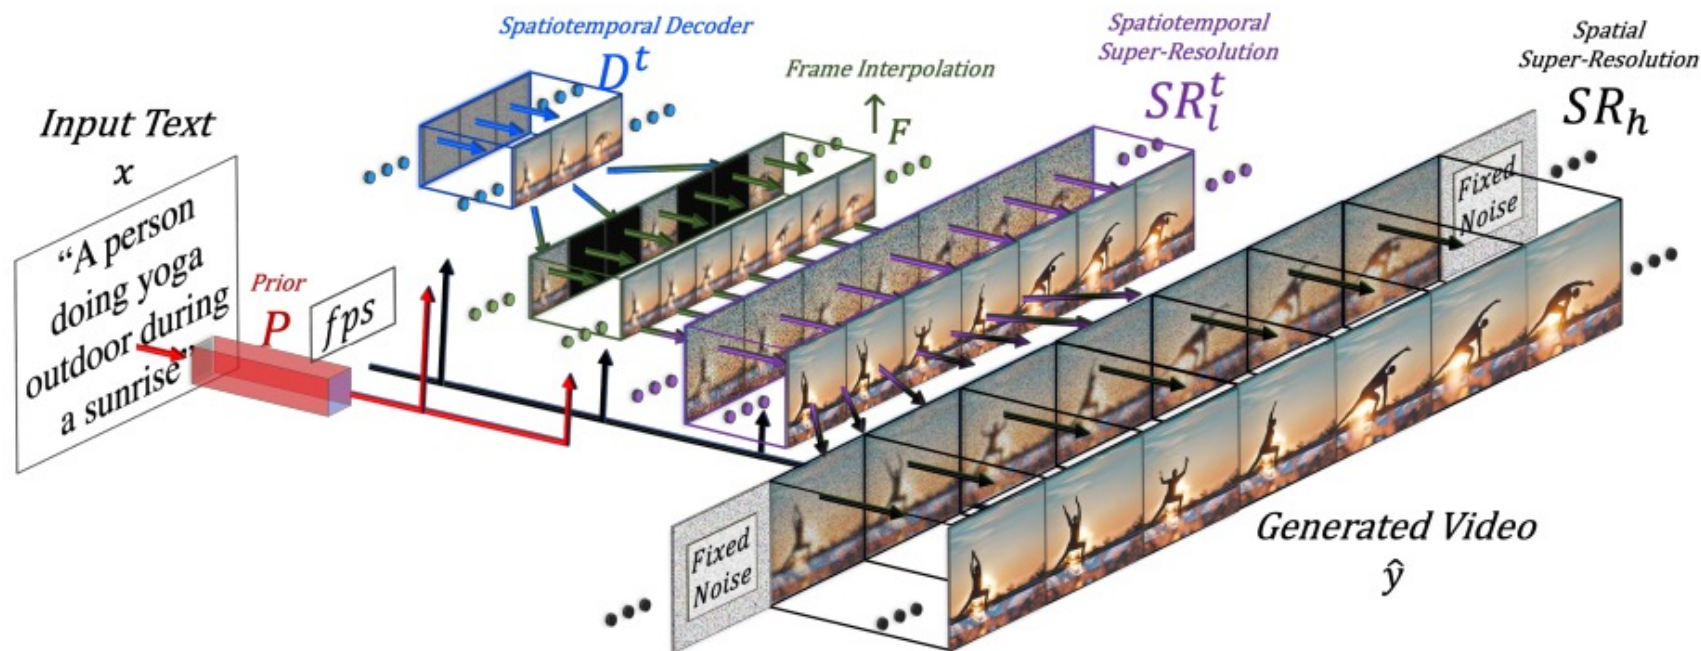 Input Text
x
“A person
doing yoga
outdoor during
a sunrise”
Prior
P
fps
Spatiotemporal Decoder
D^t
Frame Interpolation
↑_F
Spatiotemporal
Super-Resolution
SR_l^t
Spatial
Super-Resolution
SR_h
Fixed
Noise
Fixed
Noise
Generated Video
ŷ